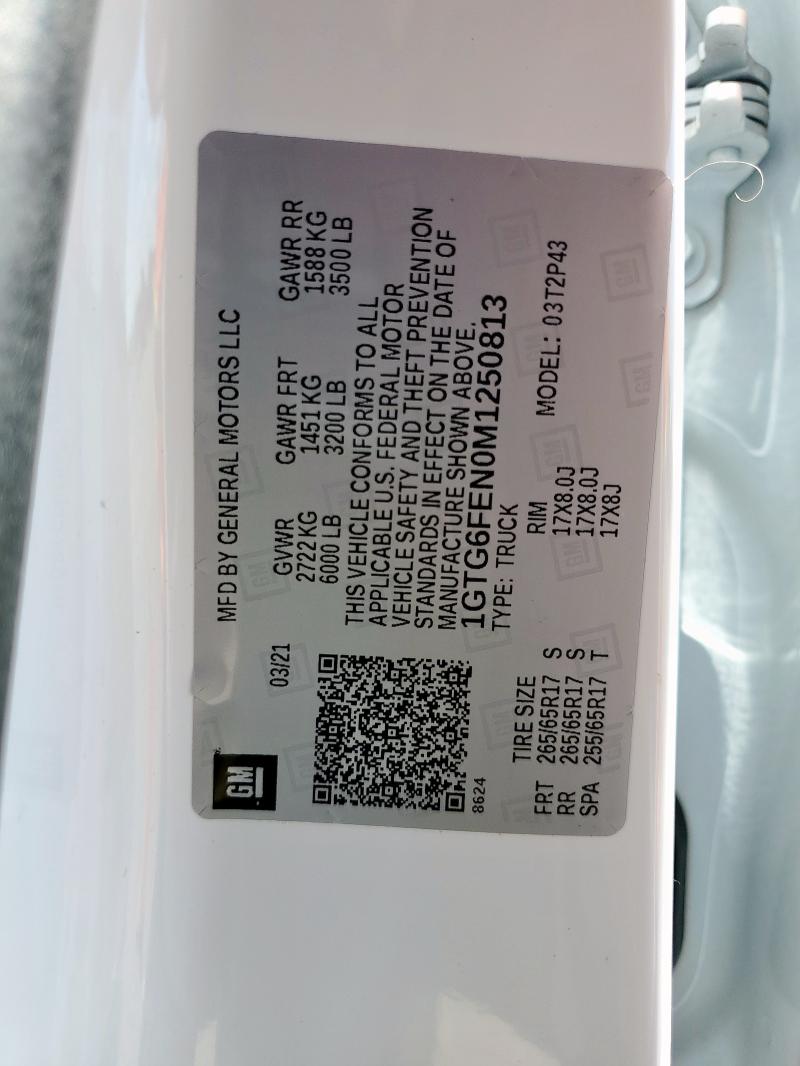 GM
MFD BY GENERAL MOTORS LLC
03/21
GVWR GAWR FRT GAWR RR
2722 KG 1451 KG 1588 KG
6000 LB 3200 LB 3500 LB
THIS VEHICLE CONFORMS TO ALL
APPLICABLE U.S. FEDERAL MOTOR
VEHICLE SAFETY AND THEFT PREVENTION
STANDARDS IN EFFECT ON THE DATE OF
MANUFACTURE SHOWN ABOVE.
1GTG6FEN0M1250813
8624
TYPE: TRUCK MODEL: 03T2P43
TIRE SIZE RIM
FRT 265/65R17 S 17X8.0J
RR 265/65R17 S 17X8.0J
SPA 255/65R17 T 17X8J